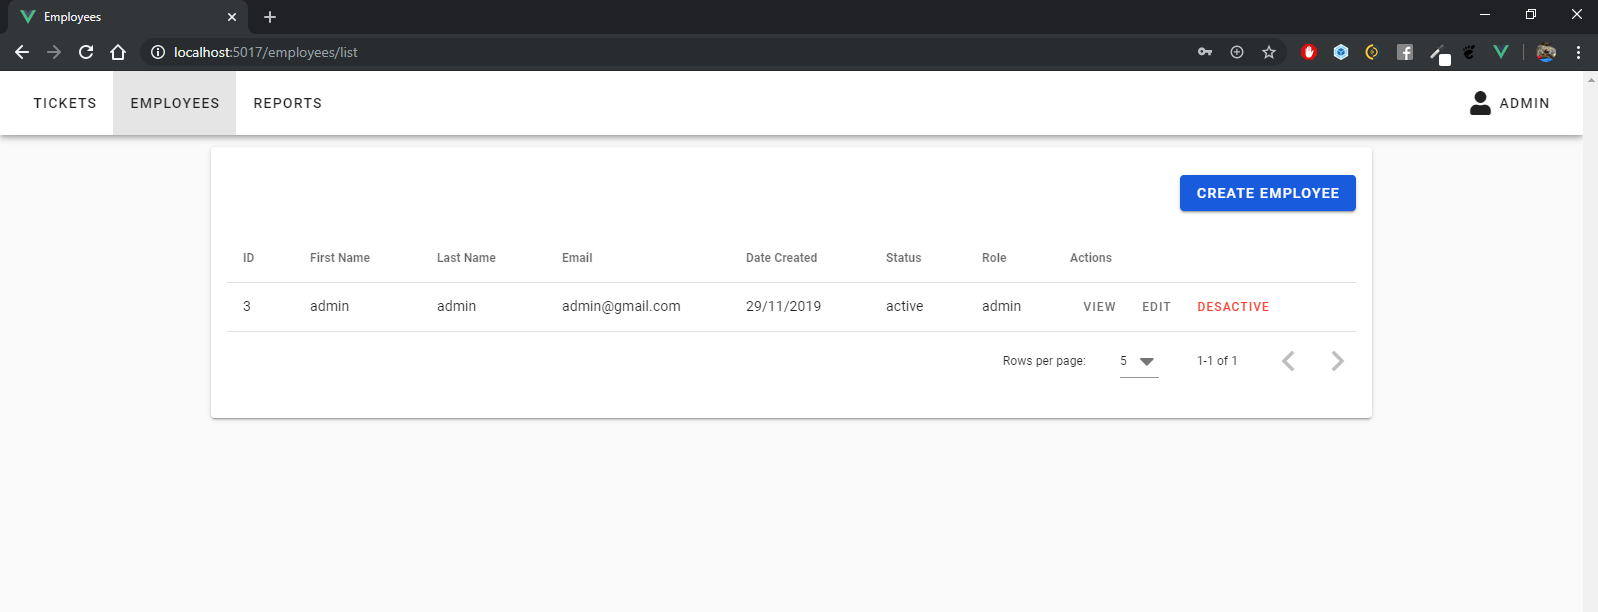 Employees
localhost:5017/employees/list
TICKETS EMPLOYEES REPORTS ADMIN
CREATE EMPLOYEE
ID First Name Last Name Email Date Created Status Role Actions
3 admin admin admin@gmail.com 29/11/2019 active admin VIEW EDIT DESACTIVE
Rows per page: 5 1-1 of 1